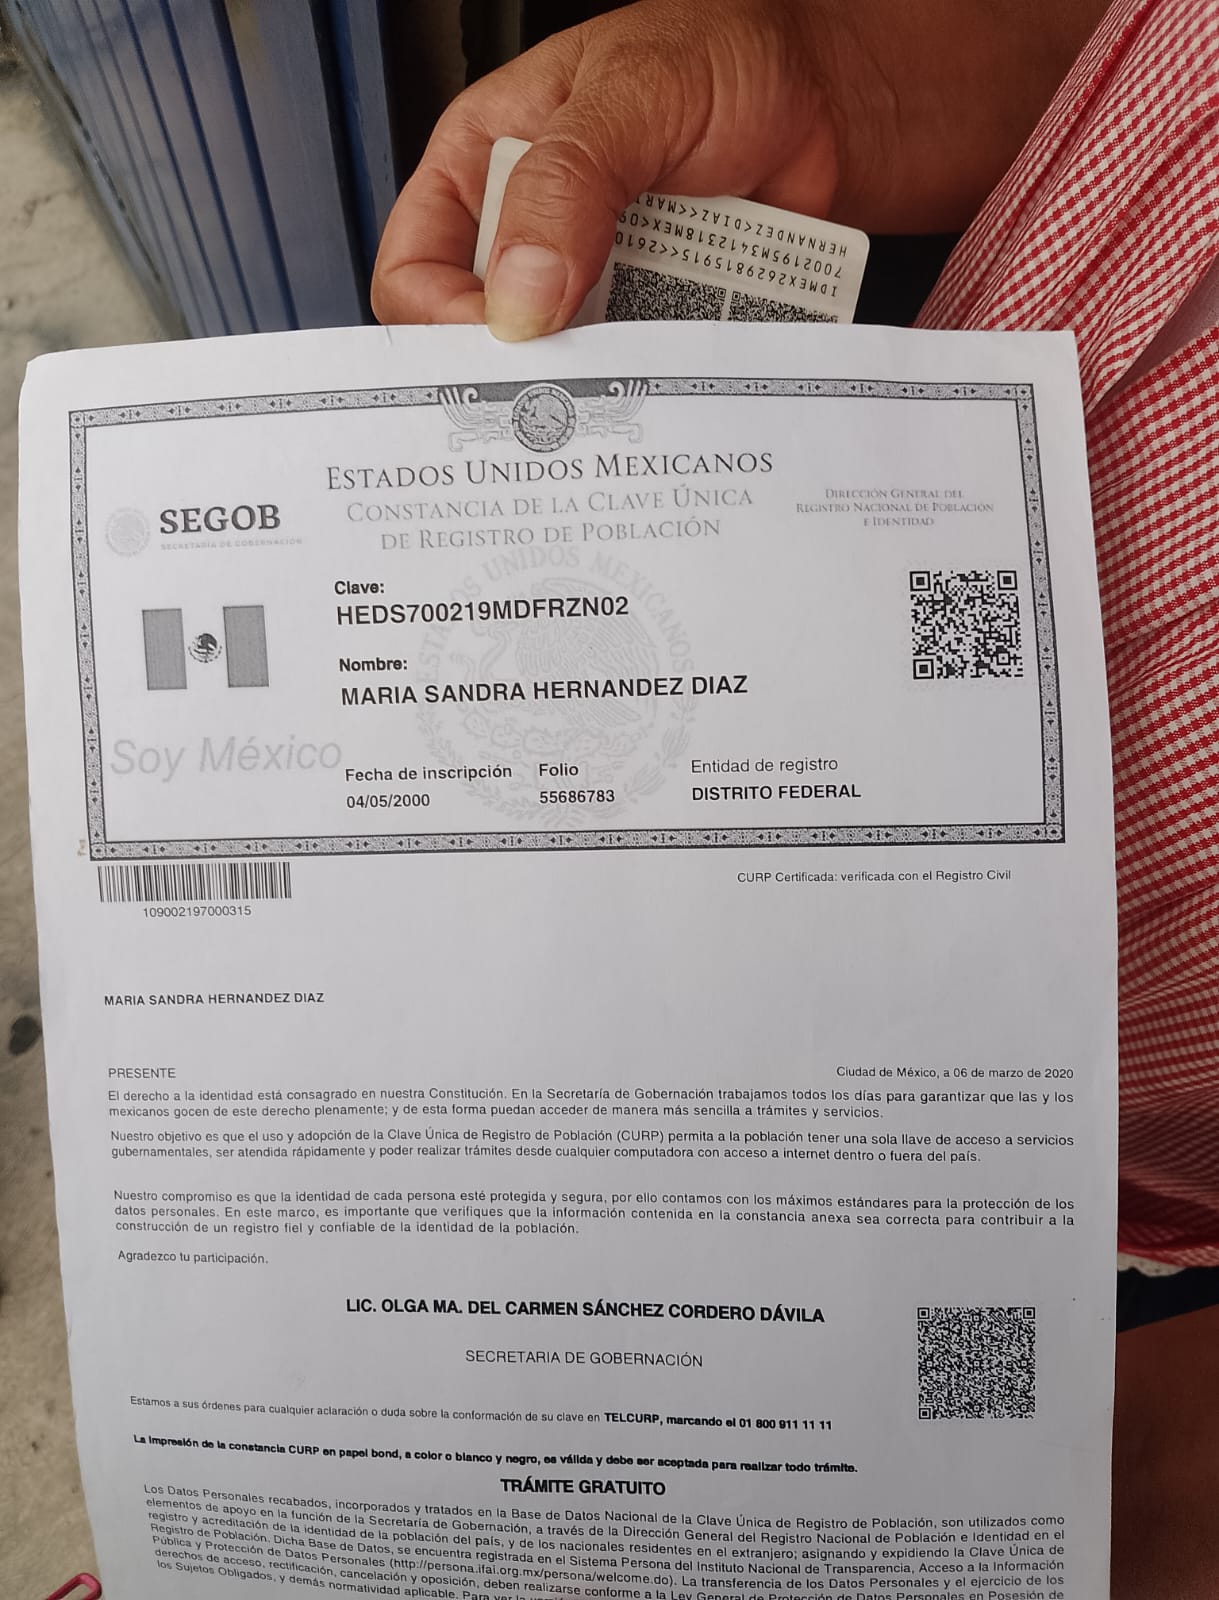 IDMEX2629815915<<2610
7002195M3412318MEX<09
HERNANDEZ<DIAZ<<MAR
ESTADOS UNIDOS MEXICANOS
CONSTANCIA DE LA CLAVE ÚNICA
DE REGISTRO DE POBLACIÓN
SEGOB
SECRETARÍA DE GOBERNACIÓN
DIRECCIÓN GENERAL DEL
REGISTRO NACIONAL DE POBLACIÓN
E IDENTIDAD
ESTADOS UNIDOS MEXICANOS
Clave:
HEDS700219MDFRZN02
Nombre:
MARIA SANDRA HERNANDEZ DIAZ
Soy México
Fecha de inscripción Folio Entidad de registro
04/05/2000 55686783 DISTRITO FEDERAL
109002197000315
CURP Certificada: verificada con el Registro Civil
MARIA SANDRA HERNANDEZ DIAZ
PRESENTE
Ciudad de México, a 06 de marzo de 2020
El derecho a la identidad está consagrado en nuestra Constitución. En la Secretaría de Gobernación trabajamos todos los días para garantizar que las y los
mexicanos gocen de este derecho plenamente; y de esta forma puedan acceder de manera más sencilla a trámites y servicios.
Nuestro objetivo es que el uso y adopción de la Clave Única de Registro de Población (CURP) permita a la población tener una sola llave de acceso a servicios
gubernamentales, ser atendida rápidamente y poder realizar trámites desde cualquier computadora con acceso a internet dentro o fuera del país.
Nuestro compromiso es que la identidad de cada persona esté protegida y segura, por ello contamos con los máximos estándares para la protección de los
datos personales. En este marco, es importante que verifiques que la información contenida en la constancia anexa sea correcta para contribuir a la
construcción de un registro fiel y confiable de la identidad de la población.
Agradezco tu participación.
LIC. OLGA MA. DEL CARMEN SÁNCHEZ CORDERO DÁVILA
SECRETARIA DE GOBERNACIÓN
Estamos a sus órdenes para cualquier aclaración o duda sobre la conformación de su clave en TELCURP, marcando el 01 800 911 11 11
La impresión de la constancia CURP en papel bond, a color o blanco y negro, es válida y debe ser aceptada para realizar todo trámite.
TRÁMITE GRATUITO
Los Datos Personales recabados, incorporados y tratados en la Base de Datos Nacional de la Clave Única de Registro de Población, son utilizados como
elementos de apoyo en la función de la Secretaría de Gobernación, a través de la Dirección General del Registro Nacional de Población e Identidad en el
registro y acreditación de la identidad de la población del país, y de los nacionales residentes en el extranjero; asignando y expidiendo la Clave Única de
Registro de Población. Dicha Base de Datos, se encuentra registrada en el Sistema Persona del Instituto Nacional de Transparencia, Acceso a la Información
Pública y Protección de Datos Personales (http://persona.ifai.org.mx/persona/welcome.do). La transferencia de los Datos Personales y el ejercicio de los
derechos de acceso, rectificación, cancelación y oposición, deben realizarse conforme a la Ley General de Protección de Datos Personales en Posesión de
los Sujetos Obligados, y demás normatividad aplicable. Para ver la